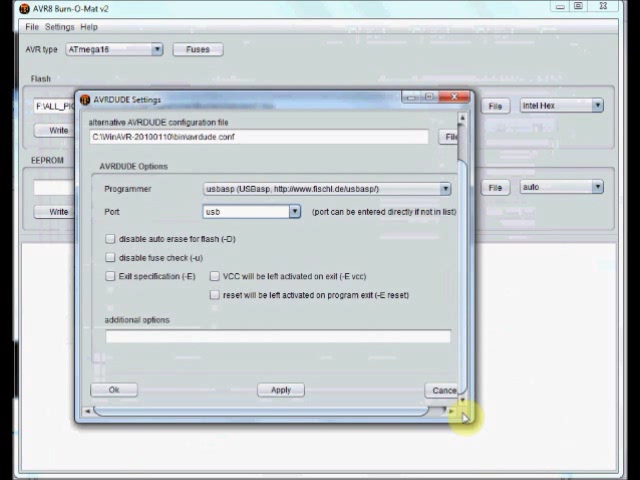 AVR8 Burn-O-Mat v2
File Settings Help
AVR type ATmega16 Fuses
Flash
F:\ALL_PIC
File Intel Hex
Write
EEPROM
File auto
Write
AVRDUDE Settings
alternative AVRDUDE configuration file
C:\WinAVR-20100110\bin\avrdude.conf
File
AVRDUDE Options
Programmer usbasp (USBasp, http://www.fischl.de/usbasp/)
Port usb (port can be entered directly if not in list)
disable auto erase for flash (-D)
disable fuse check (-u)
Exit specification (-E) VCC will be left activated on exit (-E vcc)
reset will be left activated on program exit (-E reset)
additional options
Ok Apply Cancel